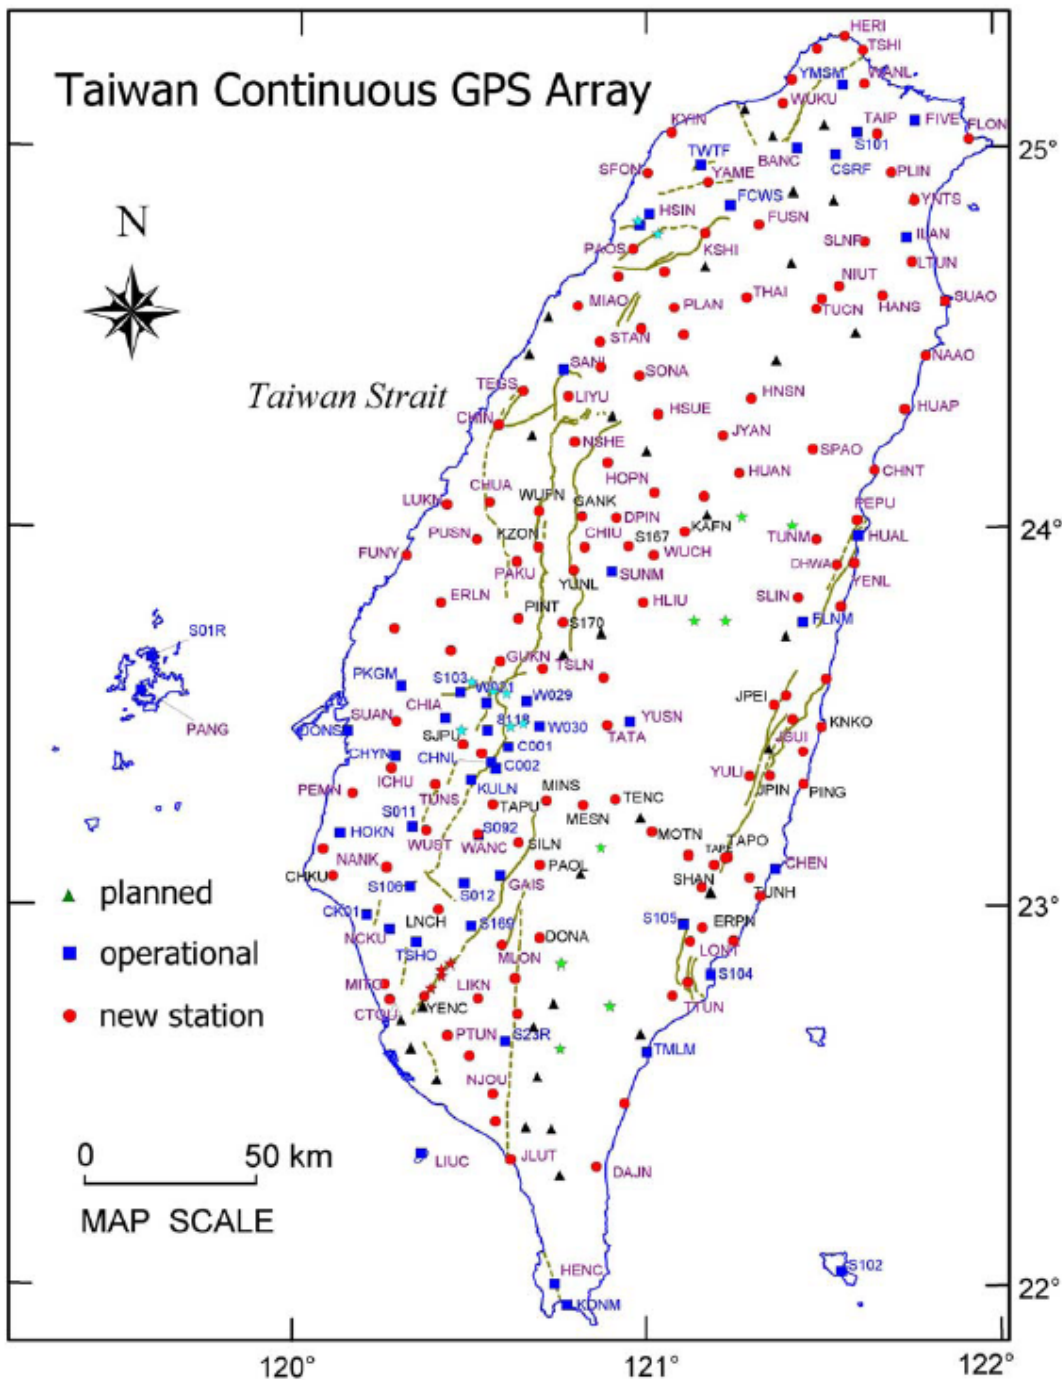 Taiwan Continuous GPS Array
HERI
TSHI
YMSM
WANL
WUKU
KYIN
TAIP
FIVE
FLON
25°
S101
TWTF
BANC
CSRF
SFON
YAME
PLIN
N
FCWS
YNTS
HSIN
FUSN
PAOS
KSHI
SLNP
ILAN
LTUN
NIUT
THAI
MIAO
PLAN
TUCN
HANS
SUAO
STAN
NAAO
SANI
SONA
Taiwan Strait
TEGS
LIYU
HNSN
HUAP
CHIN
HSUE
JYAN
NSHE
SPAO
HOPN
HUAN
CHNT
CHUA
LUKN
WUFN
GANK
PEPU
DPIN
KAFN
24°
PUSN
KZON
CHIU
S167
TUNM
HUAL
FUNY
WUCH
PAKU
YUNL
SUNM
DHWA
YENL
ERLN
HLIU
SLIN
PINT
S170
FLNM
S01R
GUKN
TSLN
PKGM
S103
W021
W029
JPEI
PANG
SUAN
CHIA
S118
W030
YUSN
KNKO
JONS
SJPU
TATA
JSUI
CHYN
CHNL
C001
C002
ICHU
YULI
PEMN
TUNS
KULN
JPIN
PING
TAPU
MINS
TENC
MESN
S011
HOKN
S092
MOTN
TAPO
WUST
WANC
SILN
TAPE
NANK
PAOL
CHEN
CHKU
GAIS
SHAN
planned
S106
S012
TUNH
23°
CK01
LNCH
S169
S105
ERPN
operational
NCKU
TSHO
DONA
LONT
MLON
S104
MITO
LIKN
CTOU
YENC
TTUN
new station
PTUN
S23R
TMLM
NJOU
0 50 km
LIUC
JLUT
DAJN
MAP SCALE
S102
HENC
22°
KDNM
120° 121° 122°